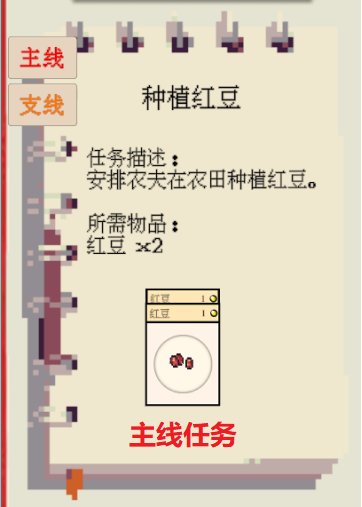 主线
支线
种植红豆
任务描述：
安排农夫在农田种植红豆。
所需物品：
红豆 x2
红豆 1
红豆 1
主线任务